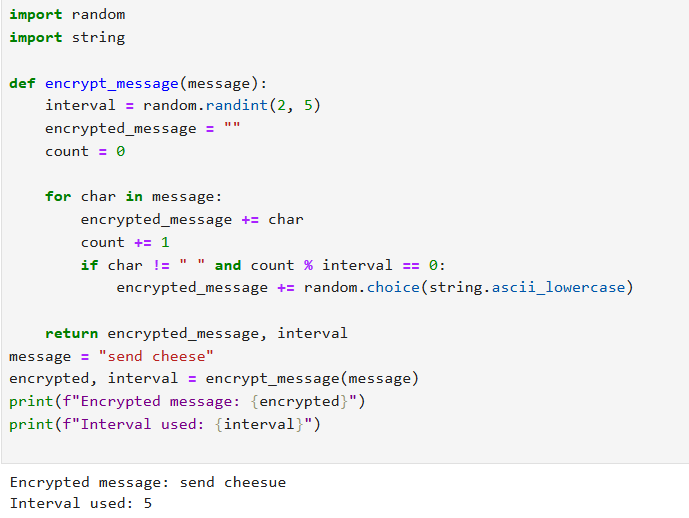 import random
import string
def encrypt_message(message):
    interval = random.randint(2, 5)
    encrypted_message = ""
    count = 0
    for char in message:
        encrypted_message += char
        count += 1
        if char != " " and count % interval == 0:
            encrypted_message += random.choice(string.ascii_lowercase)
    return encrypted_message, interval
message = "send cheese"
encrypted, interval = encrypt_message(message)
print(f"Encrypted message: {encrypted}")
print(f"Interval used: {interval}")
Encrypted message: send cheesue
Interval used: 5